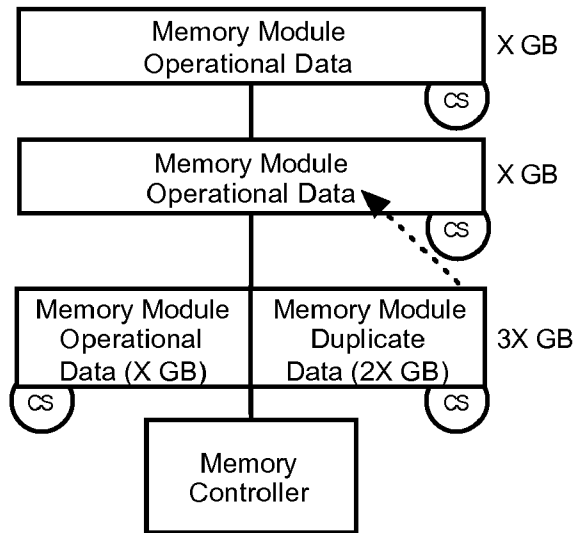 Memory Module
Operational Data
X GB
CS
Memory Module
Operational Data
X GB
CS
Memory Module
Operational
Data (X GB)
Memory Module
Duplicate
Data (2X GB)
3X GB
CS
CS
Memory
Controller